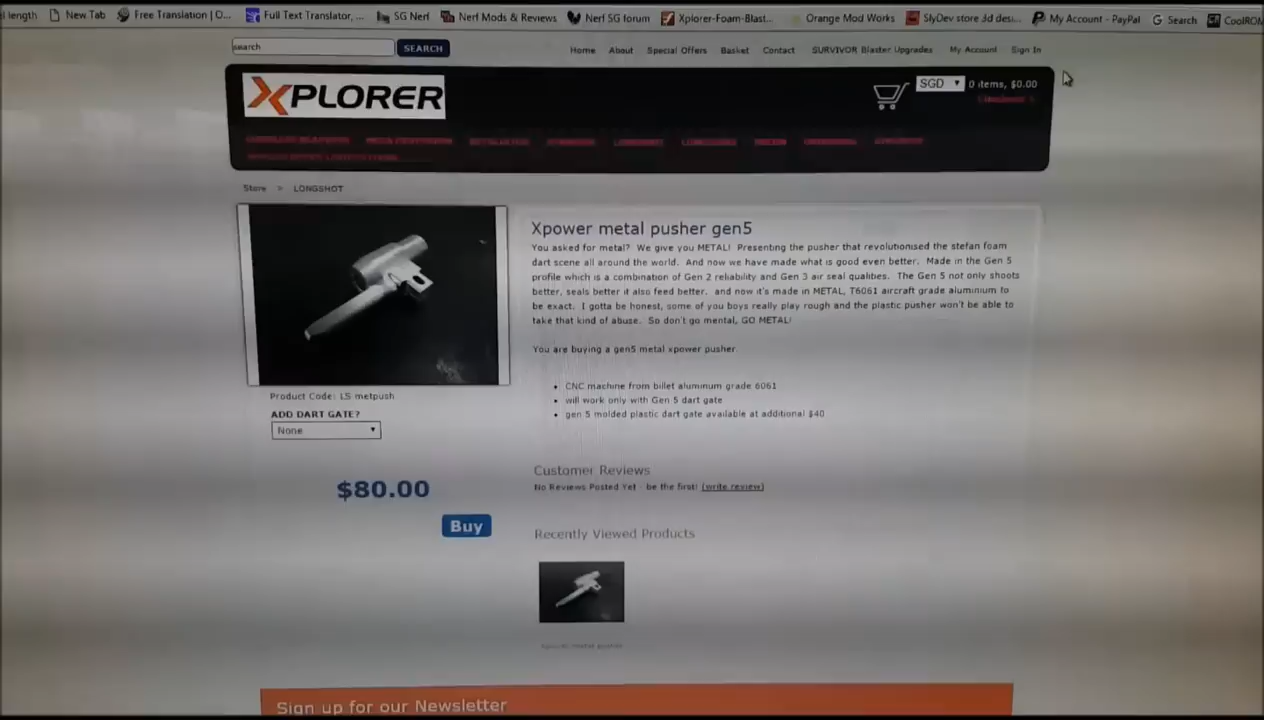 el length New Tab Free Translation | O... Full Text Translator, ... SG Nerf Nerf Mods & Reviews Nerf SG forum Xplorer-Foam-Blast... Orange Mod Works SlyDev store 3d desi... My Account - PayPal Search CoolROM
search SEARCH Home About Special Offers Basket Contact SURVIVOR Blaster Upgrades My Account Sign In
XPLORER SGD 0 items, $0.00
Store > LONGSHOT
Xpower metal pusher gen5
You asked for metal? We give you METAL! Presenting the pusher that revolutionised the stefan foam
dart scene all around the world. And now we have made what is good even better. Made in the Gen 5
profile which is a combination of Gen 2 reliability and Gen 3 air seal qualities. The Gen 5 not only shoots
better, seals better it also feed better. and now it's made in METAL, T6061 aircraft grade aluminium to
be exact. I gotta be honest, some of you boys really play rough and the plastic pusher won't be able to
take that kind of abuse. So don't go mental, GO METAL!
You are buying a gen5 metal xpower pusher.
CNC machine from billet aluminum grade 6061
will work only with Gen 5 dart gate
gen 5 molded plastic dart gate available at additional $40
Product Code: LS metpush
ADD DART GATE?
None
$80.00
Buy
Customer Reviews
No Reviews Posted Yet - be the first! (write review)
Recently Viewed Products
Sign up for our Newsletter